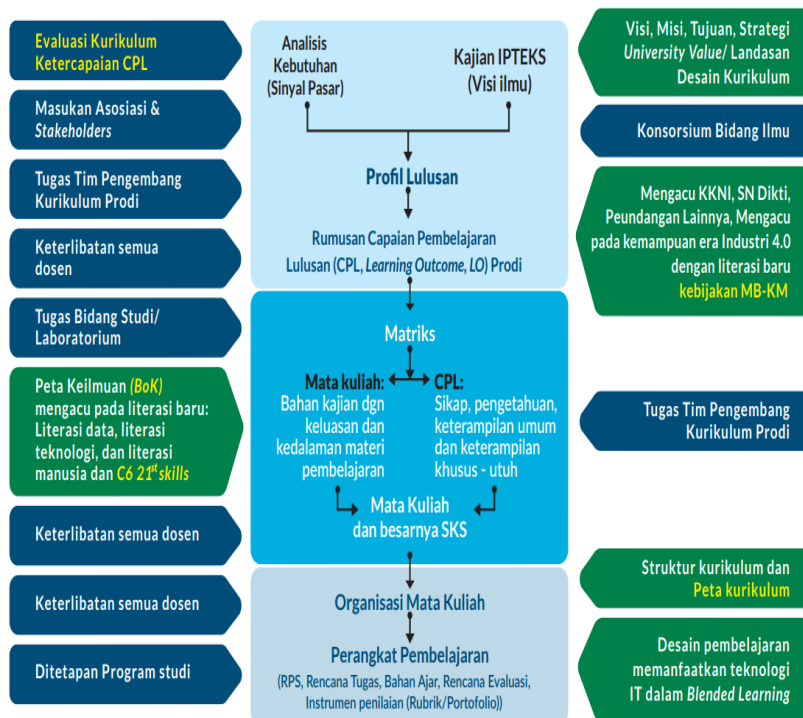 Evaluasi Kurikulum
Ketercapaian CPL
Masukan Asosiasi &
Stakeholders
Tugas Tim Pengembang
Kurikulum Prodi
Keterlibatan semua
dosen
Tugas Bidang Studi/
Laboratorium
Peta Keilmuan (BoK)
mengacu pada literasi baru:
Literasi data, literasi
teknologi, dan literasi
manusia dan C6 21st skills
Keterlibatan semua dosen
Keterlibatan semua dosen
Ditetapan Program studi
Analisis
Kebutuhan
(Sinyal Pasar)
Kajian IPTEKS
(Visi ilmu)
Profil Lulusan
Rumusan Capaian Pembelajaran
Lulusan (CPL, Learning Outcome, LO) Prodi
Matriks
Mata kuliah:
Bahan kajian dgn
keluasan dan
kedalaman materi
pembelajaran
CPL:
Sikap, pengetahuan,
keterampilan umum
dan keterampilan
khusus - utuh
Mata Kuliah
dan besarnya SKS
Organisasi Mata Kuliah
Perangkat Pembelajaran
(RPS, Rencana Tugas, Bahan Ajar, Rencana Evaluasi,
Instrumen penilaian (Rubrik/Portofolio))
Visi, Misi, Tujuan, Strategi
University Value/ Landasan
Desain Kurikulum
Konsorsium Bidang Ilmu
Mengacu KKNI, SN Dikti,
Peundangan Lainnya, Mengacu
pada kemampuan era Industri 4.0
dengan literasi baru
kebijakan MB-KM
Tugas Tim Pengembang
Kurikulum Prodi
Struktur kurikulum dan
Peta kurikulum
Desain pembelajaran
memanfaatkan teknologi
IT dalam Blended Learning